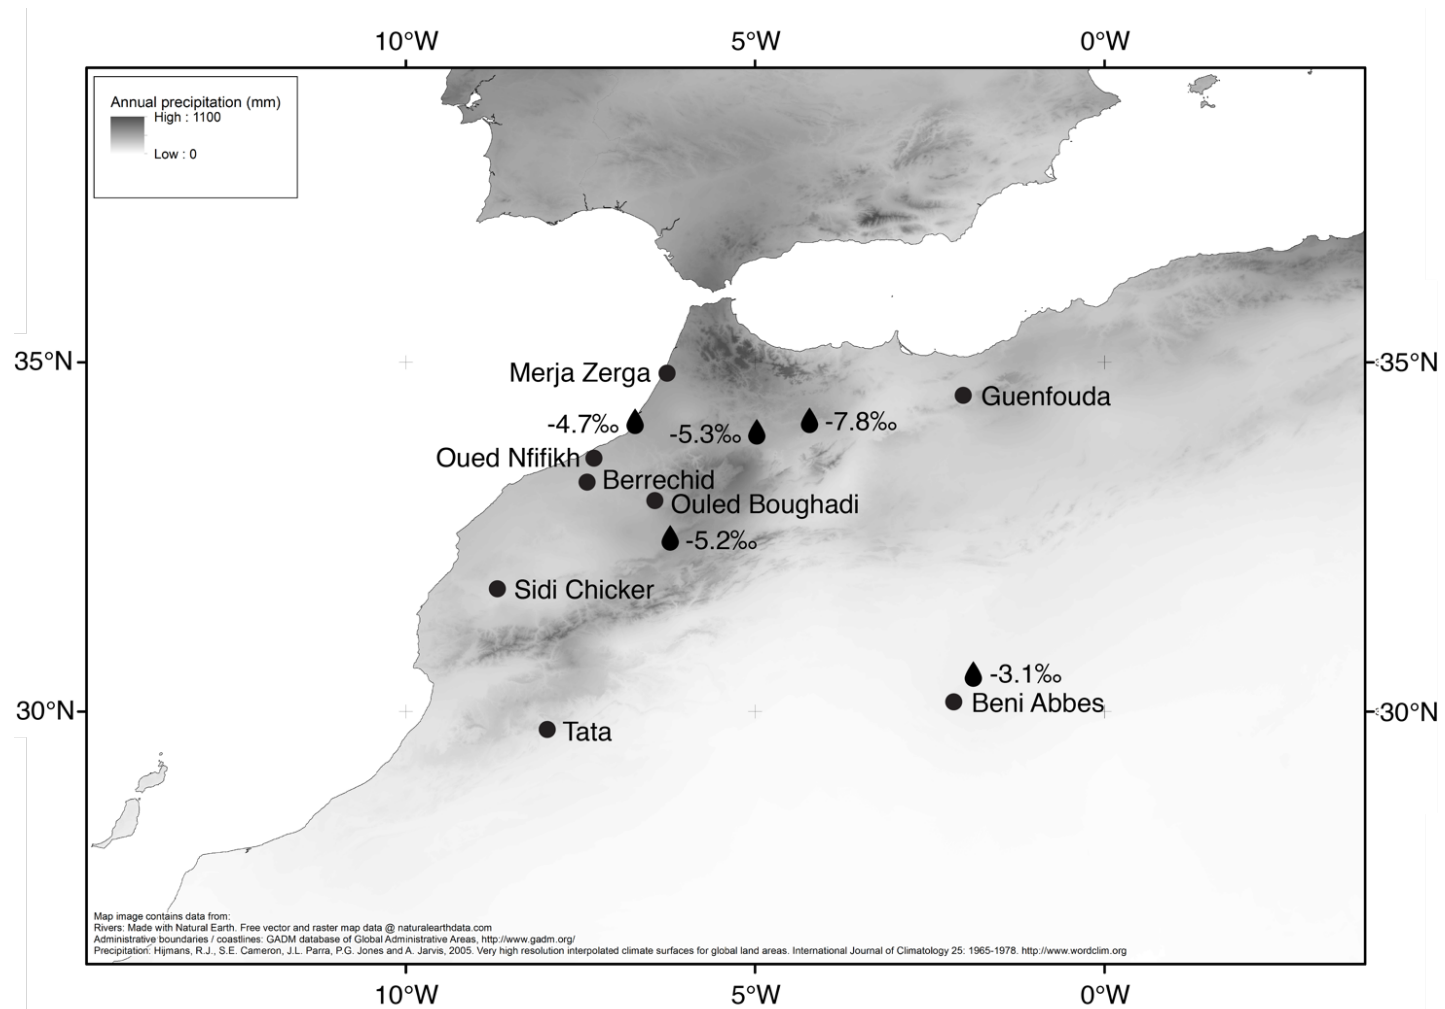 10°W 5°W 0°W
Annual precipitation (mm)
High : 1100
Low : 0
35°N 35°N
Merja Zerga
Guenfouda
-4.7‰ -5.3‰ -7.8‰
Oued Nfifikh
Berrechid
Ouled Boughadi
-5.2‰
Sidi Chicker
-3.1‰
Beni Abbes
30°N 30°N
Tata
Map image contains data from:
Rivers: Made with Natural Earth. Free vector and raster map data @ naturalearthdata.com
Administrative boundaries / coastlines: GADM database of Global Administrative Areas, http://www.gadm.org/
Precipitation: Hijmans, R.J., S.E. Cameron, J.L. Parra, P.G. Jones and A. Jarvis, 2005. Very high resolution interpolated climate surfaces for global land areas. International Journal of Climatology 25: 1965-1978. http://www.wordclim.org
10°W 5°W 0°W